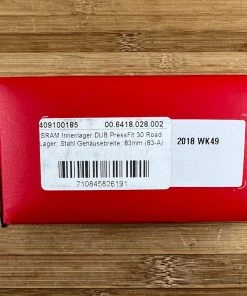 409100185 00.6418.028.002
SRAM Innenlager DUB PressFit 30 Road
Lager, Stahl Gehäusebreite: 83mm (83-A)
710845826191
2018 WK49